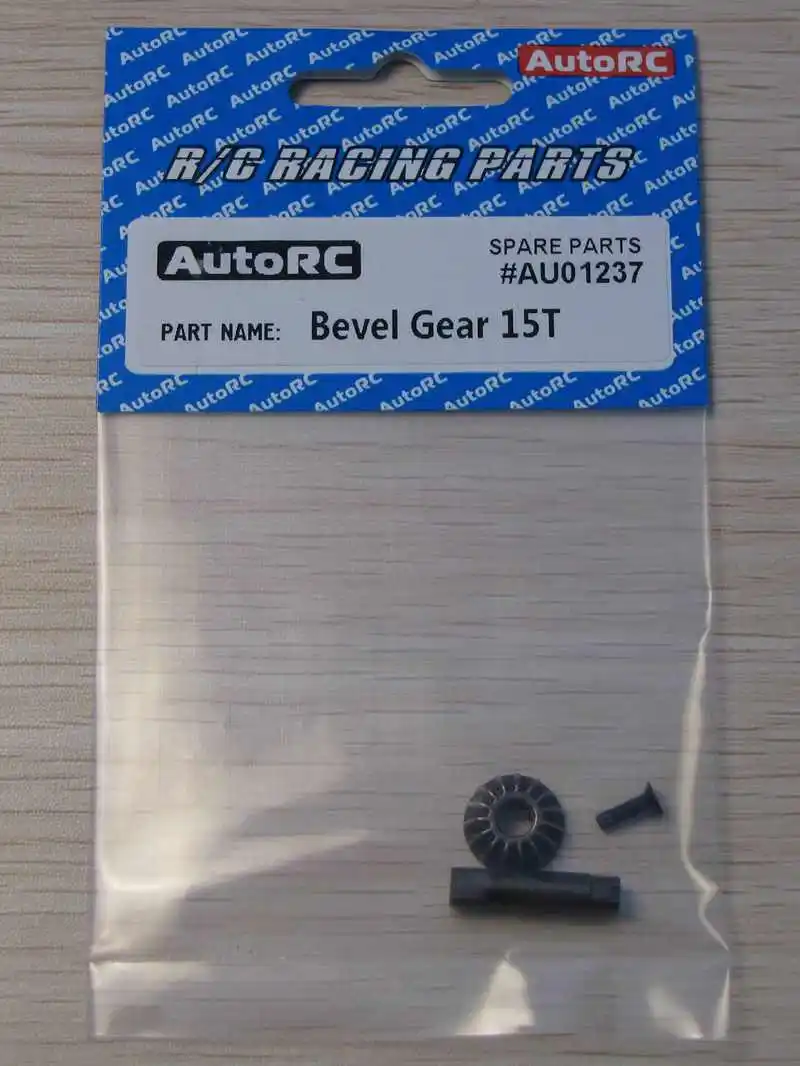 AutoRC
R/C RACING PARTS
AutoRC
SPARE PARTS
#AU01237
PART NAME: Bevel Gear 15T